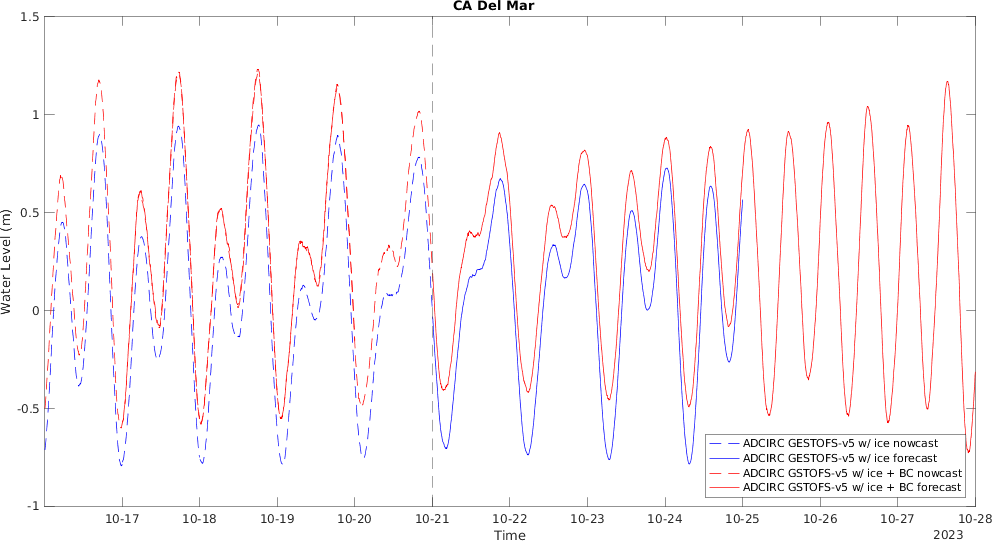 CA Del Mar
1.5
1
0.5
0
-0.5
-1
Water Level (m)
10-17
10-18
10-19
10-20
10-21
10-22
10-23
10-24
10-25
10-26
10-27
10-28
Time
2023
ADCIRC GESTOFS-v5 w/ ice nowcast
ADCIRC GESTOFS-v5 w/ ice forecast
ADCIRC GSTOFS-v5 w/ ice + BC nowcast
ADCIRC GSTOFS-v5 w/ ice + BC forecast